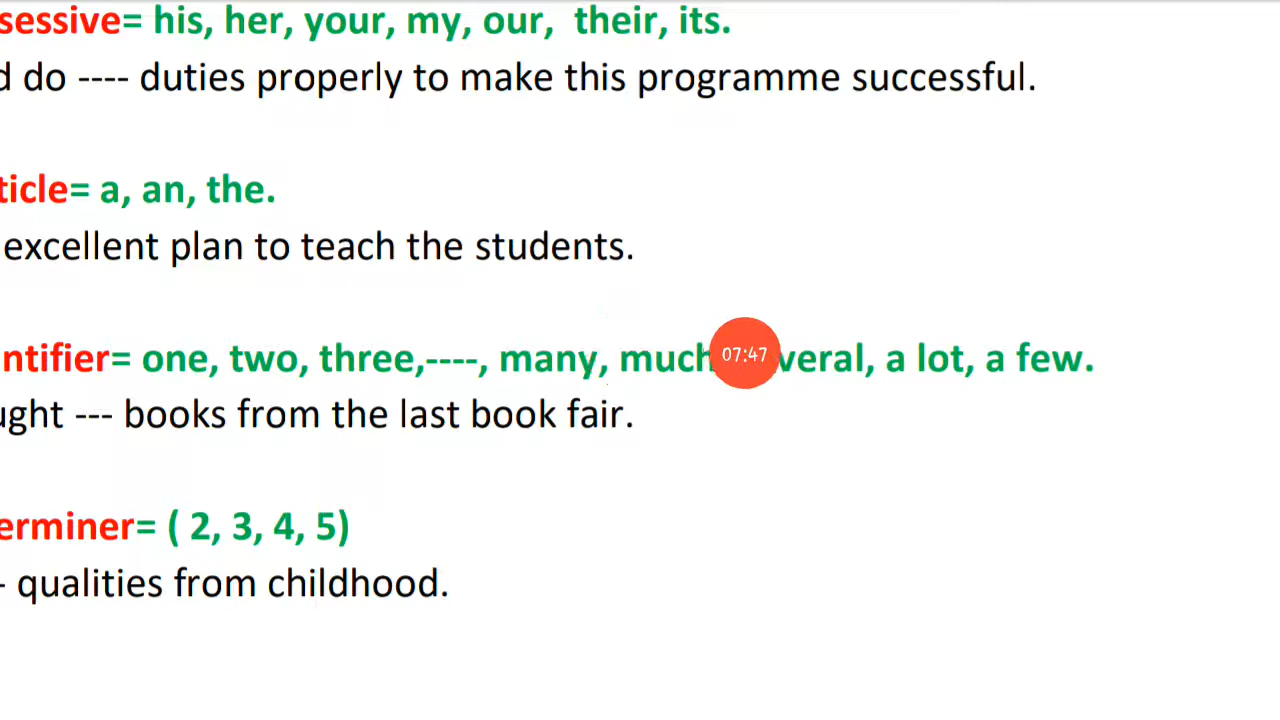 sessive= his, her, your, my, our, their, its.
d do ---- duties properly to make this programme successful.
ticle= a, an, the.
excellent plan to teach the students.
ntifier= one, two, three,----, many, much veral, a lot, a few.
07:47
ught --- books from the last book fair.
erminer= ( 2, 3, 4, 5)
- qualities from childhood.